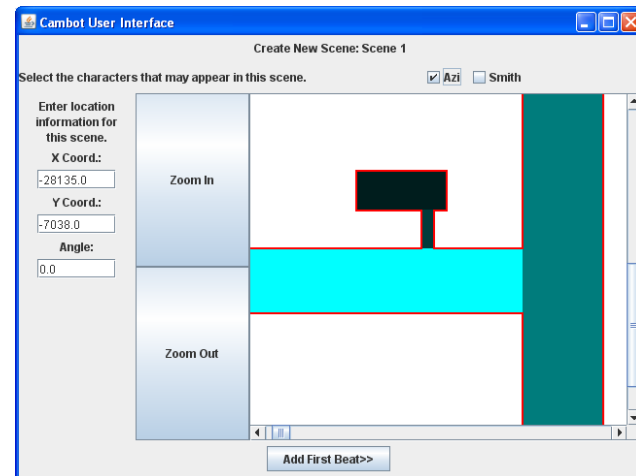 Cambot User Interface
Create New Scene: Scene 1
Select the characters that may appear in this scene.
Azi
Smith
Enter location
information for
this scene.
X Coord.:
-28135.0
Y Coord.:
-7038.0
Angle:
0.0
Zoom In
Zoom Out
Add First Beat>>